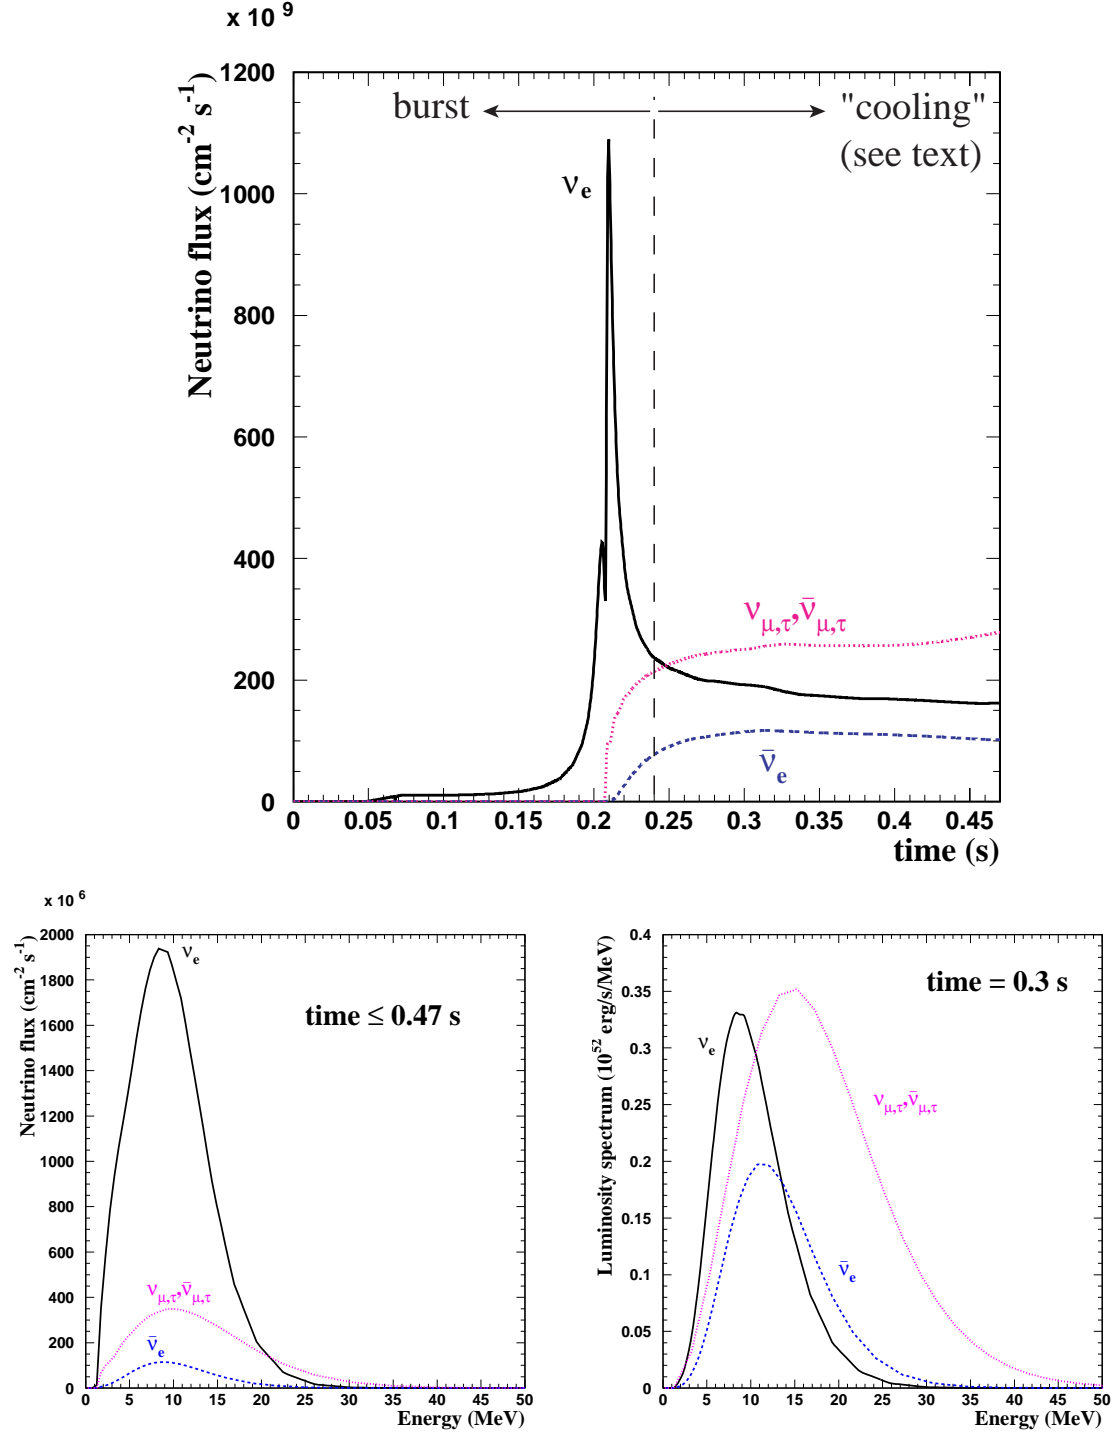 x 10 9
Neutrino flux (cm-2 s-1)
1200
1000
800
600
400
200
0
burst
"cooling"
(see text)
νe
νμ,τ,ν̄μ,τ
ν̄e
0 0.05 0.1 0.15 0.2 0.25 0.3 0.35 0.4 0.45
time (s)
x 10 6
Neutrino flux (cm-2 s-1)
2000
1800
1600
1400
1200
1000
800
600
400
200
0
νe
time ≤ 0.47 s
νμ,τ,ν̄μ,τ
ν̄e
0 5 10 15 20 25 30 35 40 45 50
Energy (MeV)
Luminosity spectrum (10 52 erg/s/MeV)
0.4
0.35
0.3
0.25
0.2
0.15
0.1
0.05
0
time = 0.3 s
νe
νμ,τ,ν̄μ,τ
ν̄e
0 5 10 15 20 25 30 35 40 45 50
Energy (MeV)